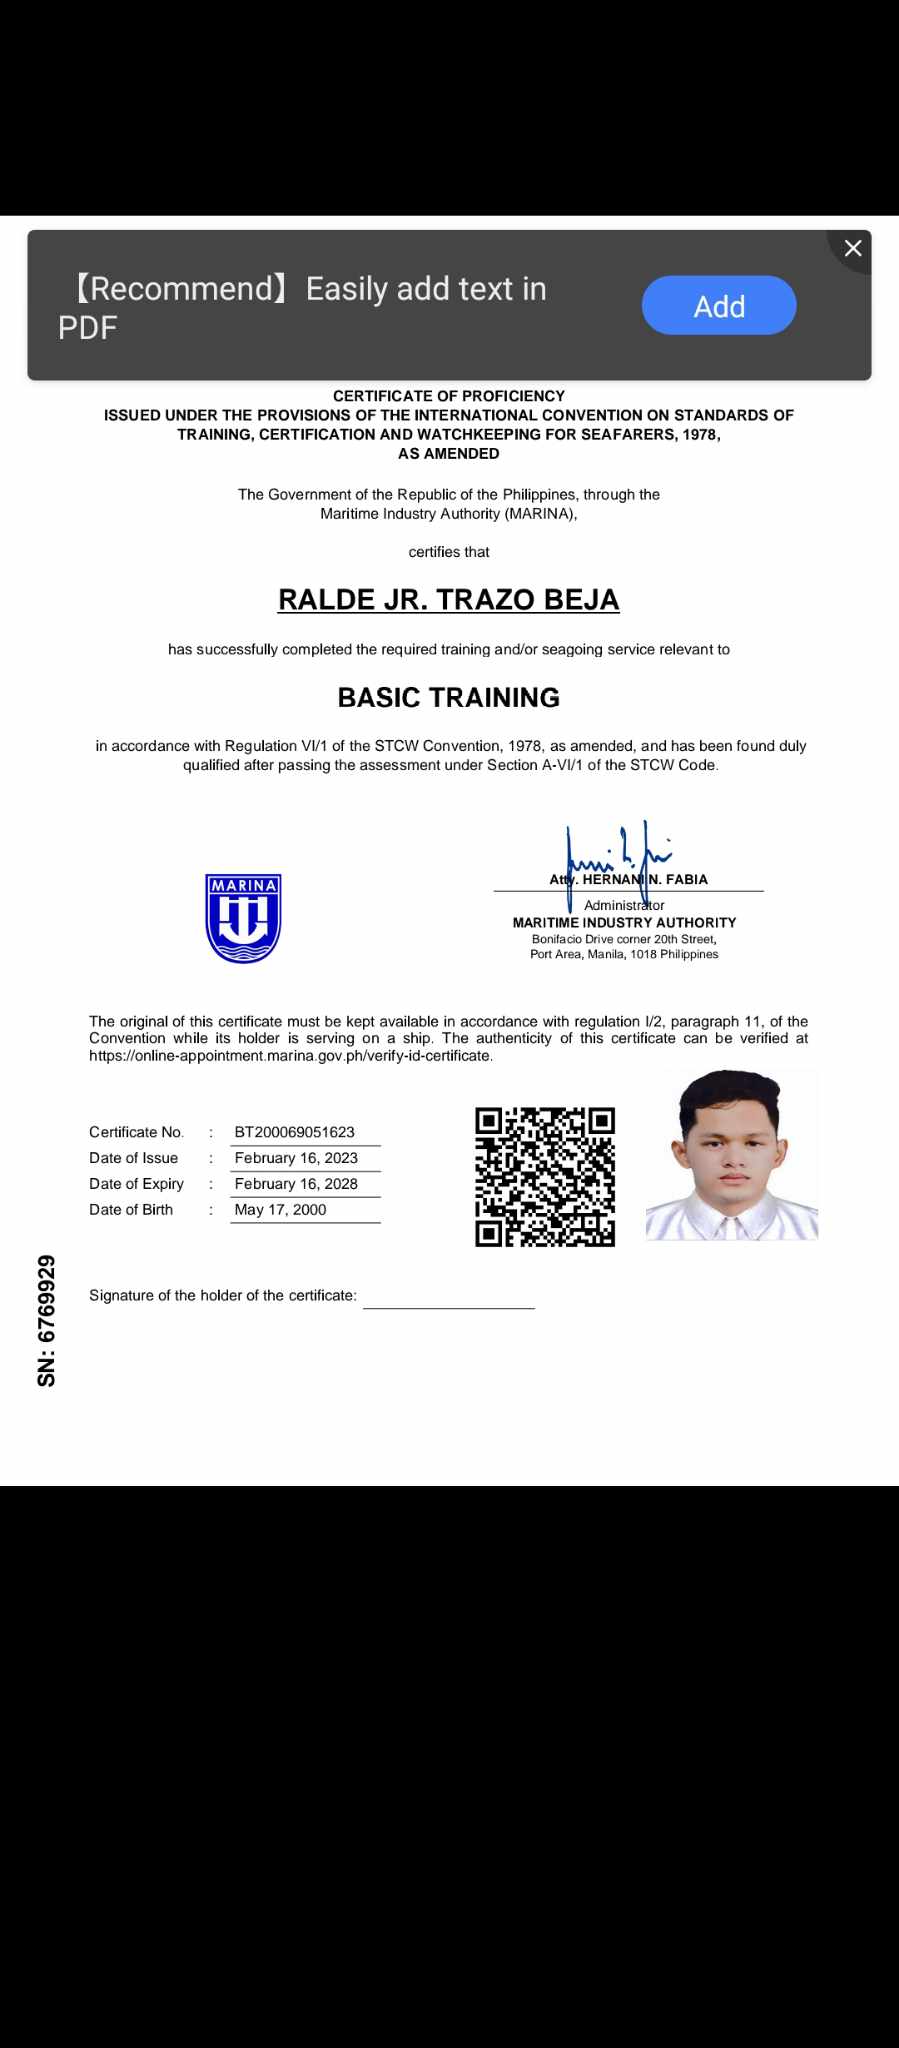 【Recommend】Easily add text in
PDF
Add
CERTIFICATE OF PROFICIENCY
ISSUED UNDER THE PROVISIONS OF THE INTERNATIONAL CONVENTION ON STANDARDS OF
TRAINING, CERTIFICATION AND WATCHKEEPING FOR SEAFARERS, 1978,
AS AMENDED
The Government of the Republic of the Philippines, through the
Maritime Industry Authority (MARINA),
certifies that
RALDE JR. TRAZO BEJA
has successfully completed the required training and/or seagoing service relevant to
BASIC TRAINING
in accordance with Regulation VI/1 of the STCW Convention, 1978, as amended, and has been found duly
qualified after passing the assessment under Section A-VI/1 of the STCW Code.
MARINA
Atty. HERNANI N. FABIA
Administrator
MARITIME INDUSTRY AUTHORITY
Bonifacio Drive corner 20th Street,
Port Area, Manila, 1018 Philippines
The original of this certificate must be kept available in accordance with regulation I/2, paragraph 11, of the
Convention while its holder is serving on a ship. The authenticity of this certificate can be verified at
https://online-appointment.marina.gov.ph/verify-id-certificate.
Certificate No. : BT200069051623
Date of Issue : February 16, 2023
Date of Expiry : February 16, 2028
Date of Birth : May 17, 2000
Signature of the holder of the certificate:
SN: 6769929